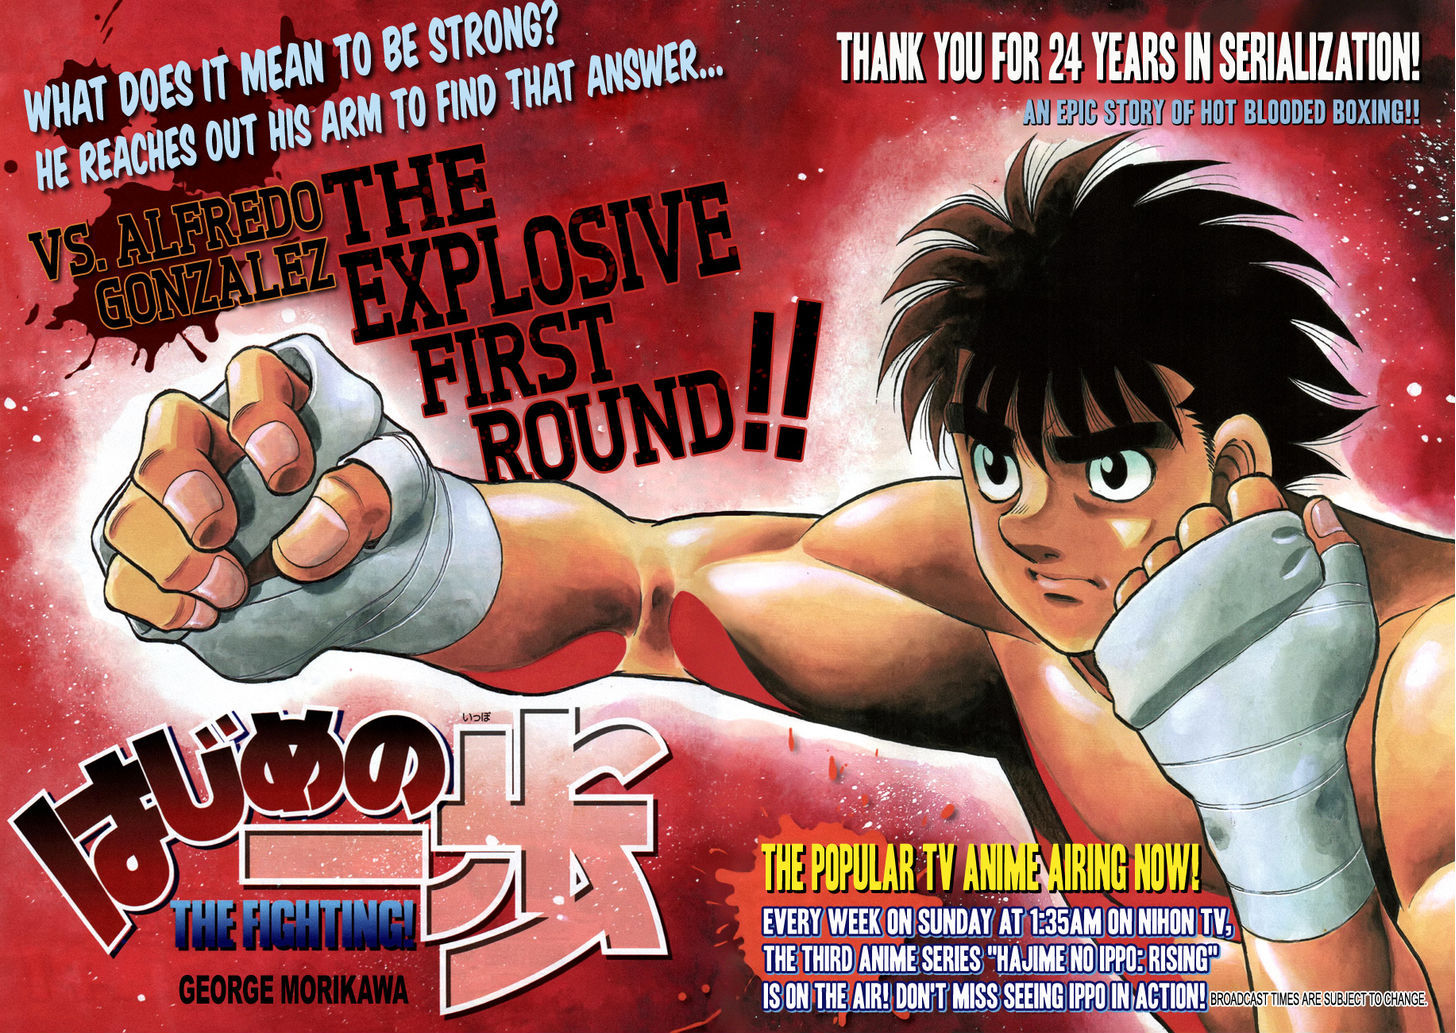 WHAT DOES IT MEAN TO BE STRONG?
HE REACHES OUT HIS ARM TO FIND THAT ANSWER...
VS. ALFREDO
GONZALEZ
THE
EXPLOSIVE
FIRST
ROUND!!
THANK YOU FOR 24 YEARS IN SERIALIZATION!
AN EPIC STORY OF HOT BLOODED BOXING!!
はじめの
いっぽ
一歩
THE FIGHTING!
GEORGE MORIKAWA
THE POPULAR TV ANIME AIRING NOW!
EVERY WEEK ON SUNDAY AT 1:35AM ON NIHON TV,
THE THIRD ANIME SERIES "HAJIME NO IPPO: RISING"
IS ON THE AIR! DON'T MISS SEEING IPPO IN ACTION! BROADCAST TIMES ARE SUBJECT TO CHANGE.